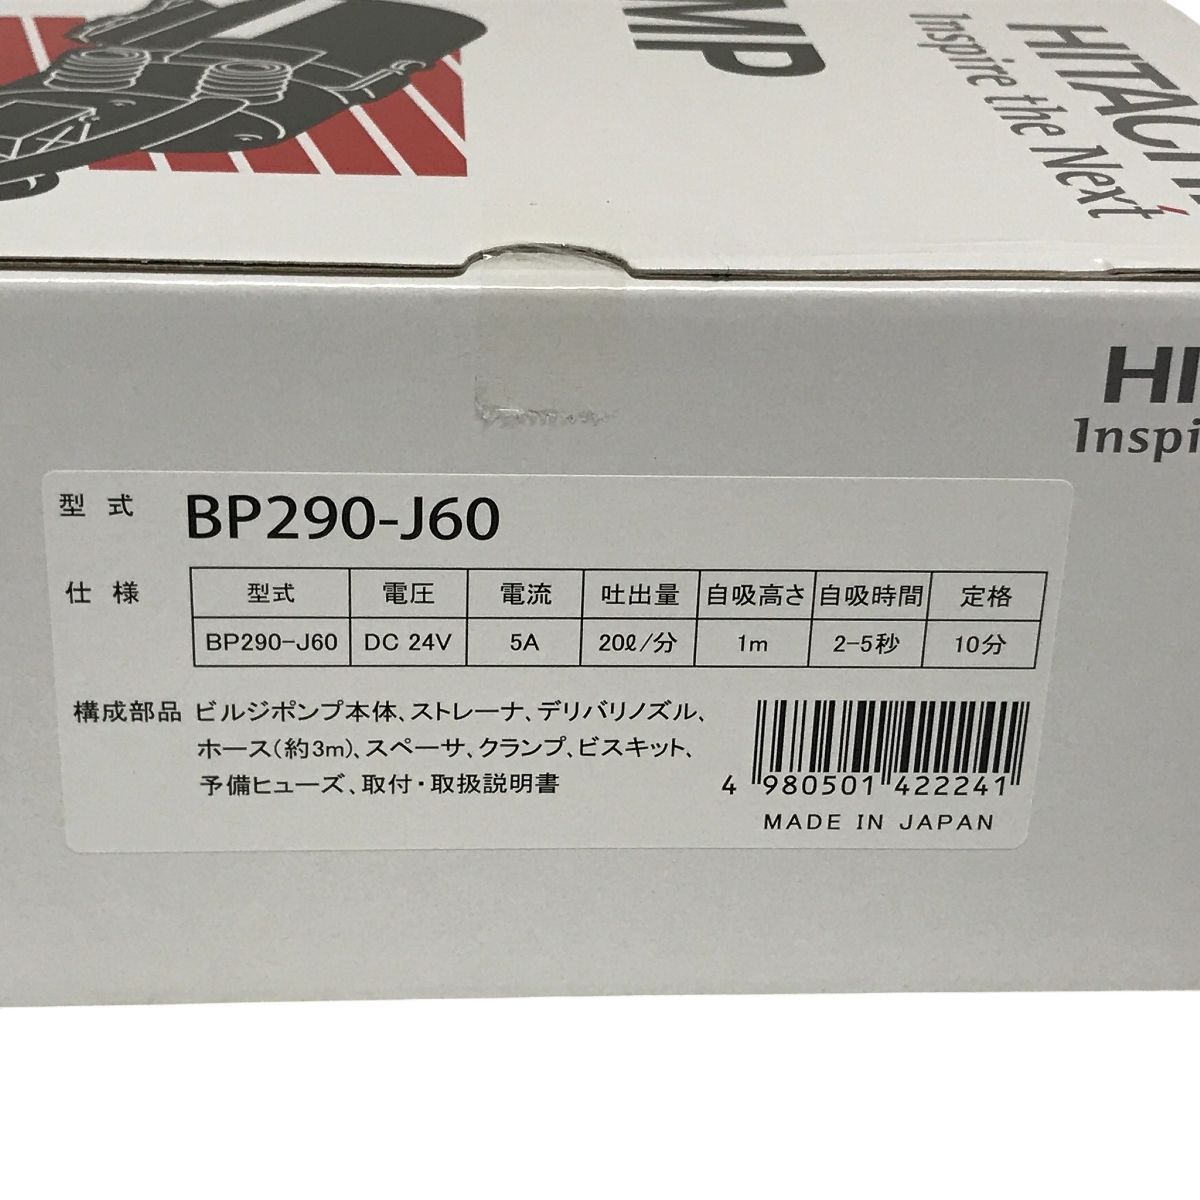 MP
HITACHI
Inspire the Next
型式 BP290-J60
仕様
型式 電圧 電流 吐出量 自吸高さ 自吸時間 定格
BP290-J60 DC 24V 5A 20ℓ/分 1m 2-5秒 10分
構成部品 ビルジポンプ本体、ストレーナ、デリバリノズル、
ホース(約3m)、スペーサ、クランプ、ビスキット、
予備ヒューズ、取付・取扱説明書
4 980501 422241
MADE IN JAPAN
HI
Inspi